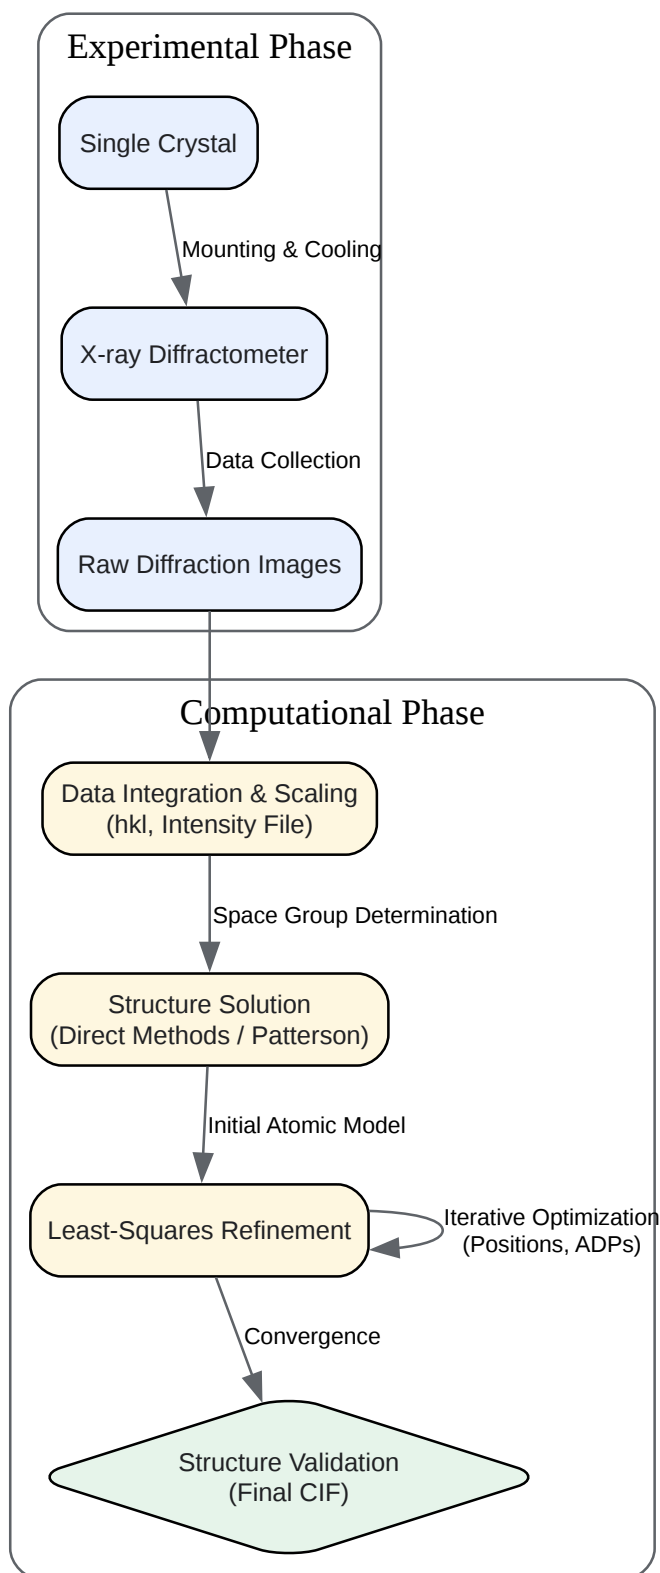 Experimental Phase
Single Crystal
Mounting & Cooling
X-ray Diffractometer
Data Collection
Raw Diffraction Images
Computational Phase
Data Integration & Scaling
(hkl, Intensity File)
Space Group Determination
Structure Solution
(Direct Methods / Patterson)
Initial Atomic Model
Least-Squares Refinement
Iterative Optimization
(Positions, ADPs)
Convergence
Structure Validation
(Final CIF)